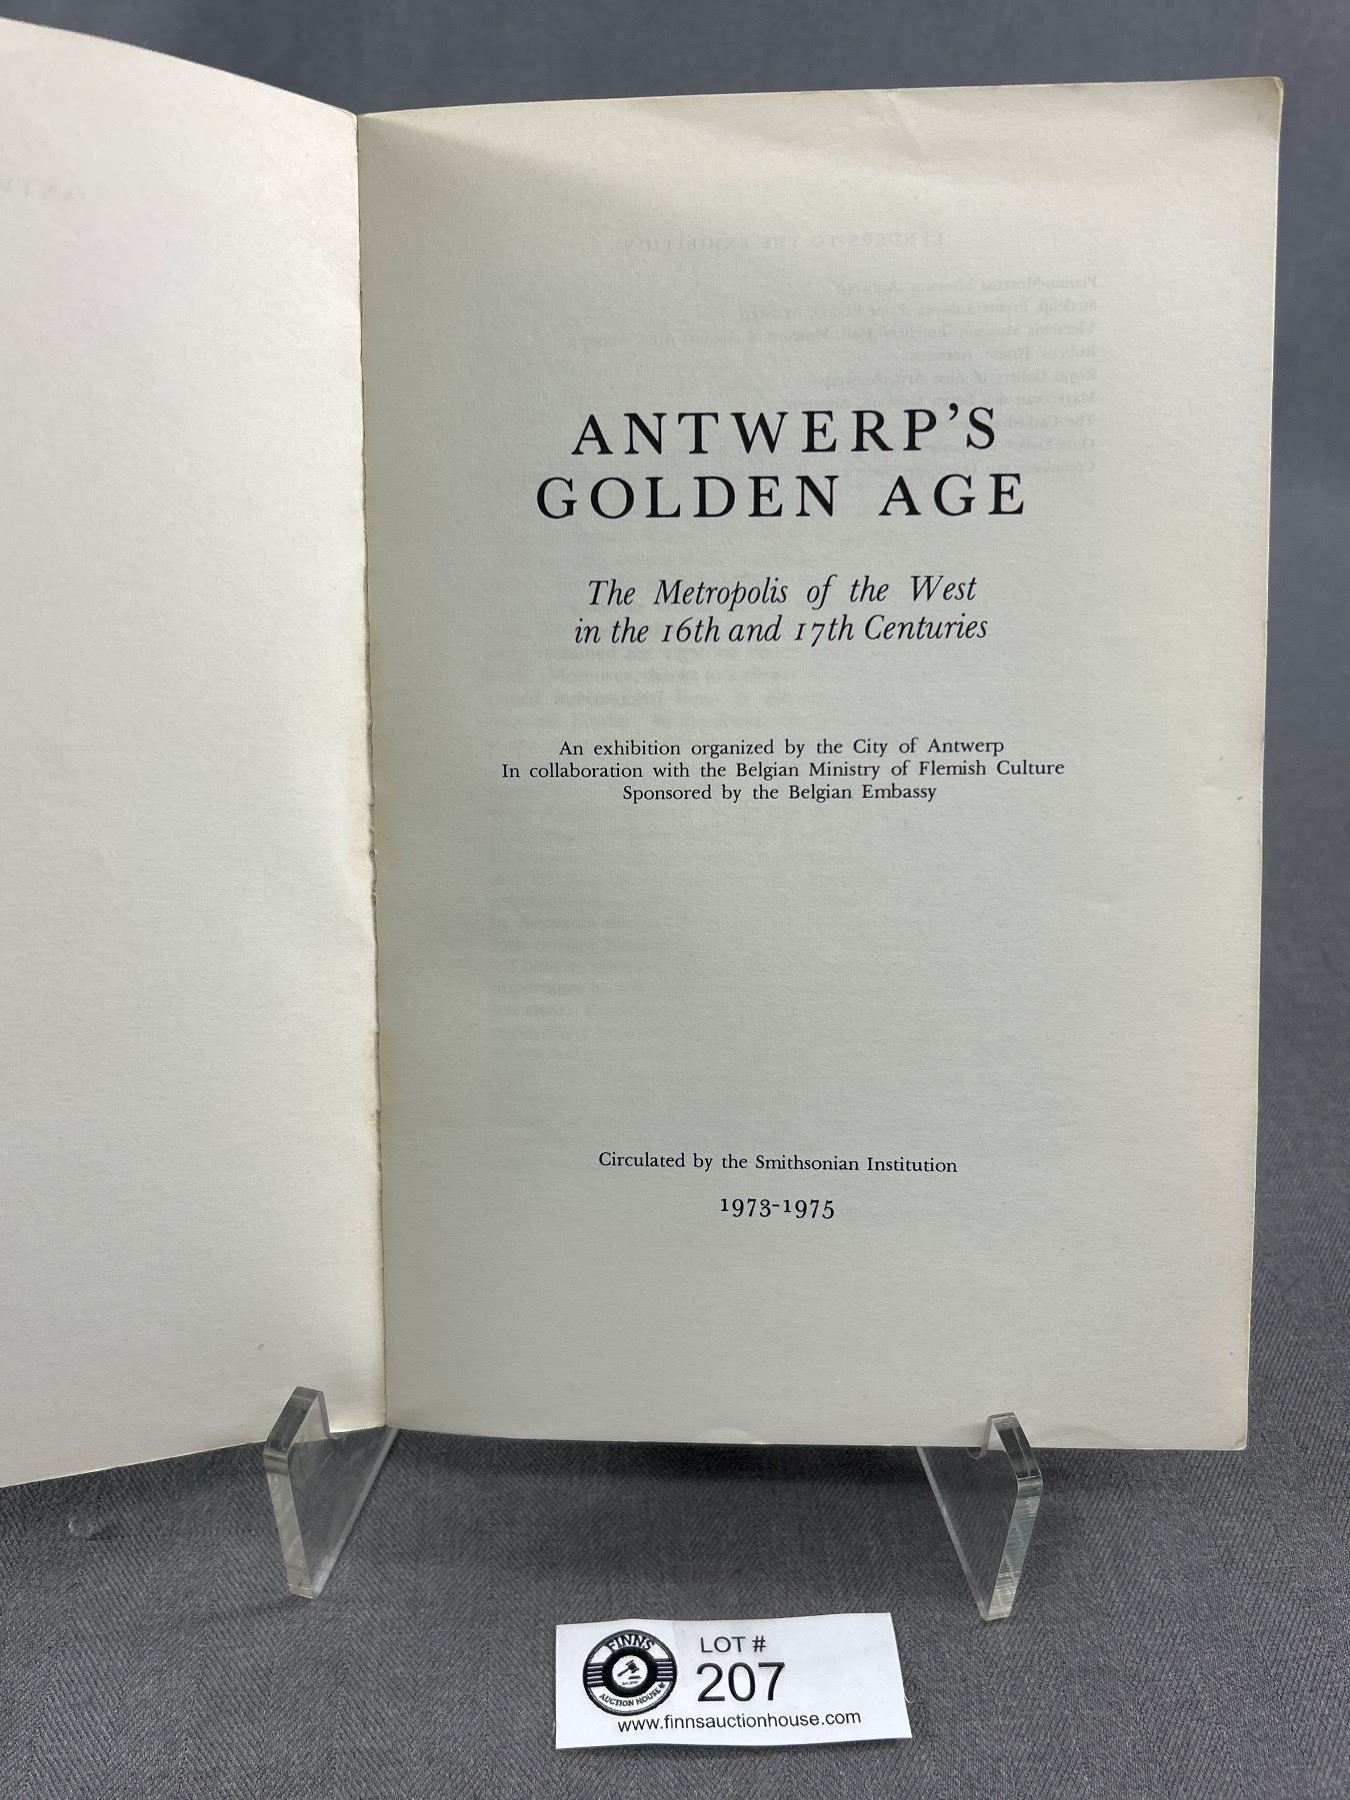 ANTWERP'S
GOLDEN AGE
The Metropolis of the West
in the 16th and 17th Centuries
An exhibition organized by the City of Antwerp
In collaboration with the Belgian Ministry of Flemish Culture
Sponsored by the Belgian Embassy
Circulated by the Smithsonian Institution
1973-1975
FINNS
AUCTION HOUSE
LOT #
207
www.finnsauctionhouse.com